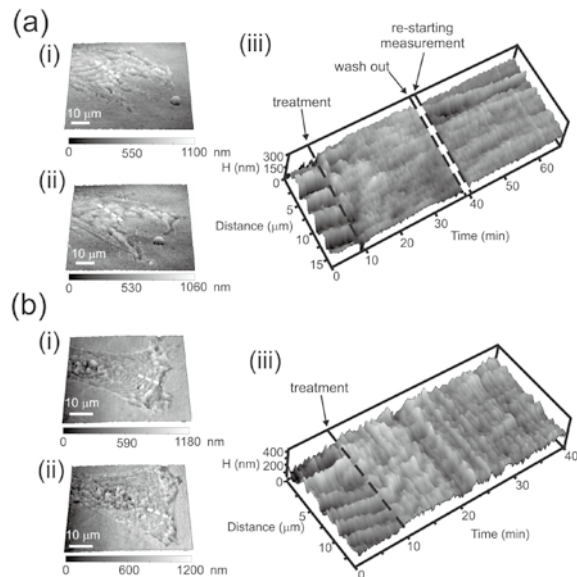 (a)
(i)
10 μm
0 550 1100 nm
(ii)
10 μm
0 530 1060 nm
(iii)
re-starting
measurement
wash out
treatment
300
150
0
H (nm)
5
10
15
Distance (μm)
0
10
20
30
40
50
60
Time (min)
(b)
(i)
10 μm
0 590 1180 nm
(ii)
10 μm
0 600 1200 nm
(iii)
treatment
400
200
0
H (nm)
5
10
Distance (μm)
0
10
20
30
40
Time (min)